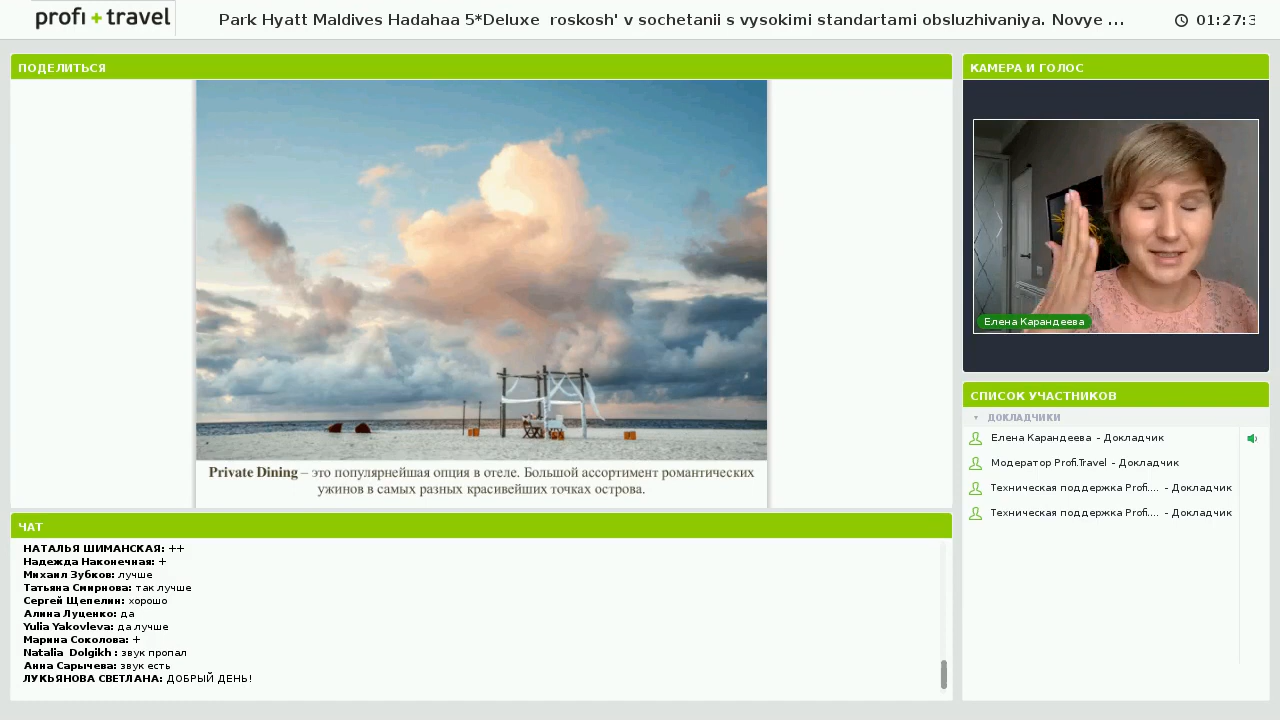 profi + travel
Park Hyatt Maldives Hadahaa 5*Deluxe roskosh' v sochetanii s vysokimi standartami obsluzhivaniya. Novye ...
01:27:3
ПОДЕЛИТЬСЯ
Private Dining – это популярнейшая опция в отеле. Большой ассортимент романтических
ужинов в самых разных красивейших точках острова.
ЧАТ
НАТАЛЬЯ ШИМАНСКАЯ: ++
Надежда Наконечная: +
Михаил Зубков: лучше
Татьяна Смирнова: так лучше
Сергей Щепелин: хорошо
Алина Луценко: да
Yulia Yakovleva: да лучше
Марина Соколова: +
Natalia Dolgikh : звук пропал
Анна Сарычева: звук есть
ЛУКЬЯНОВА СВЕТЛАНА: ДОБРЫЙ ДЕНЬ!
КАМЕРА И ГОЛОС
Елена Карандеева
СПИСОК УЧАСТНИКОВ
ДОКЛАДЧИКИ
Елена Карандеева - Докладчик
Модератор Profi.Travel - Докладчик
Техническая поддержка Profi.... - Докладчик
Техническая поддержка Profi.... - Докладчик